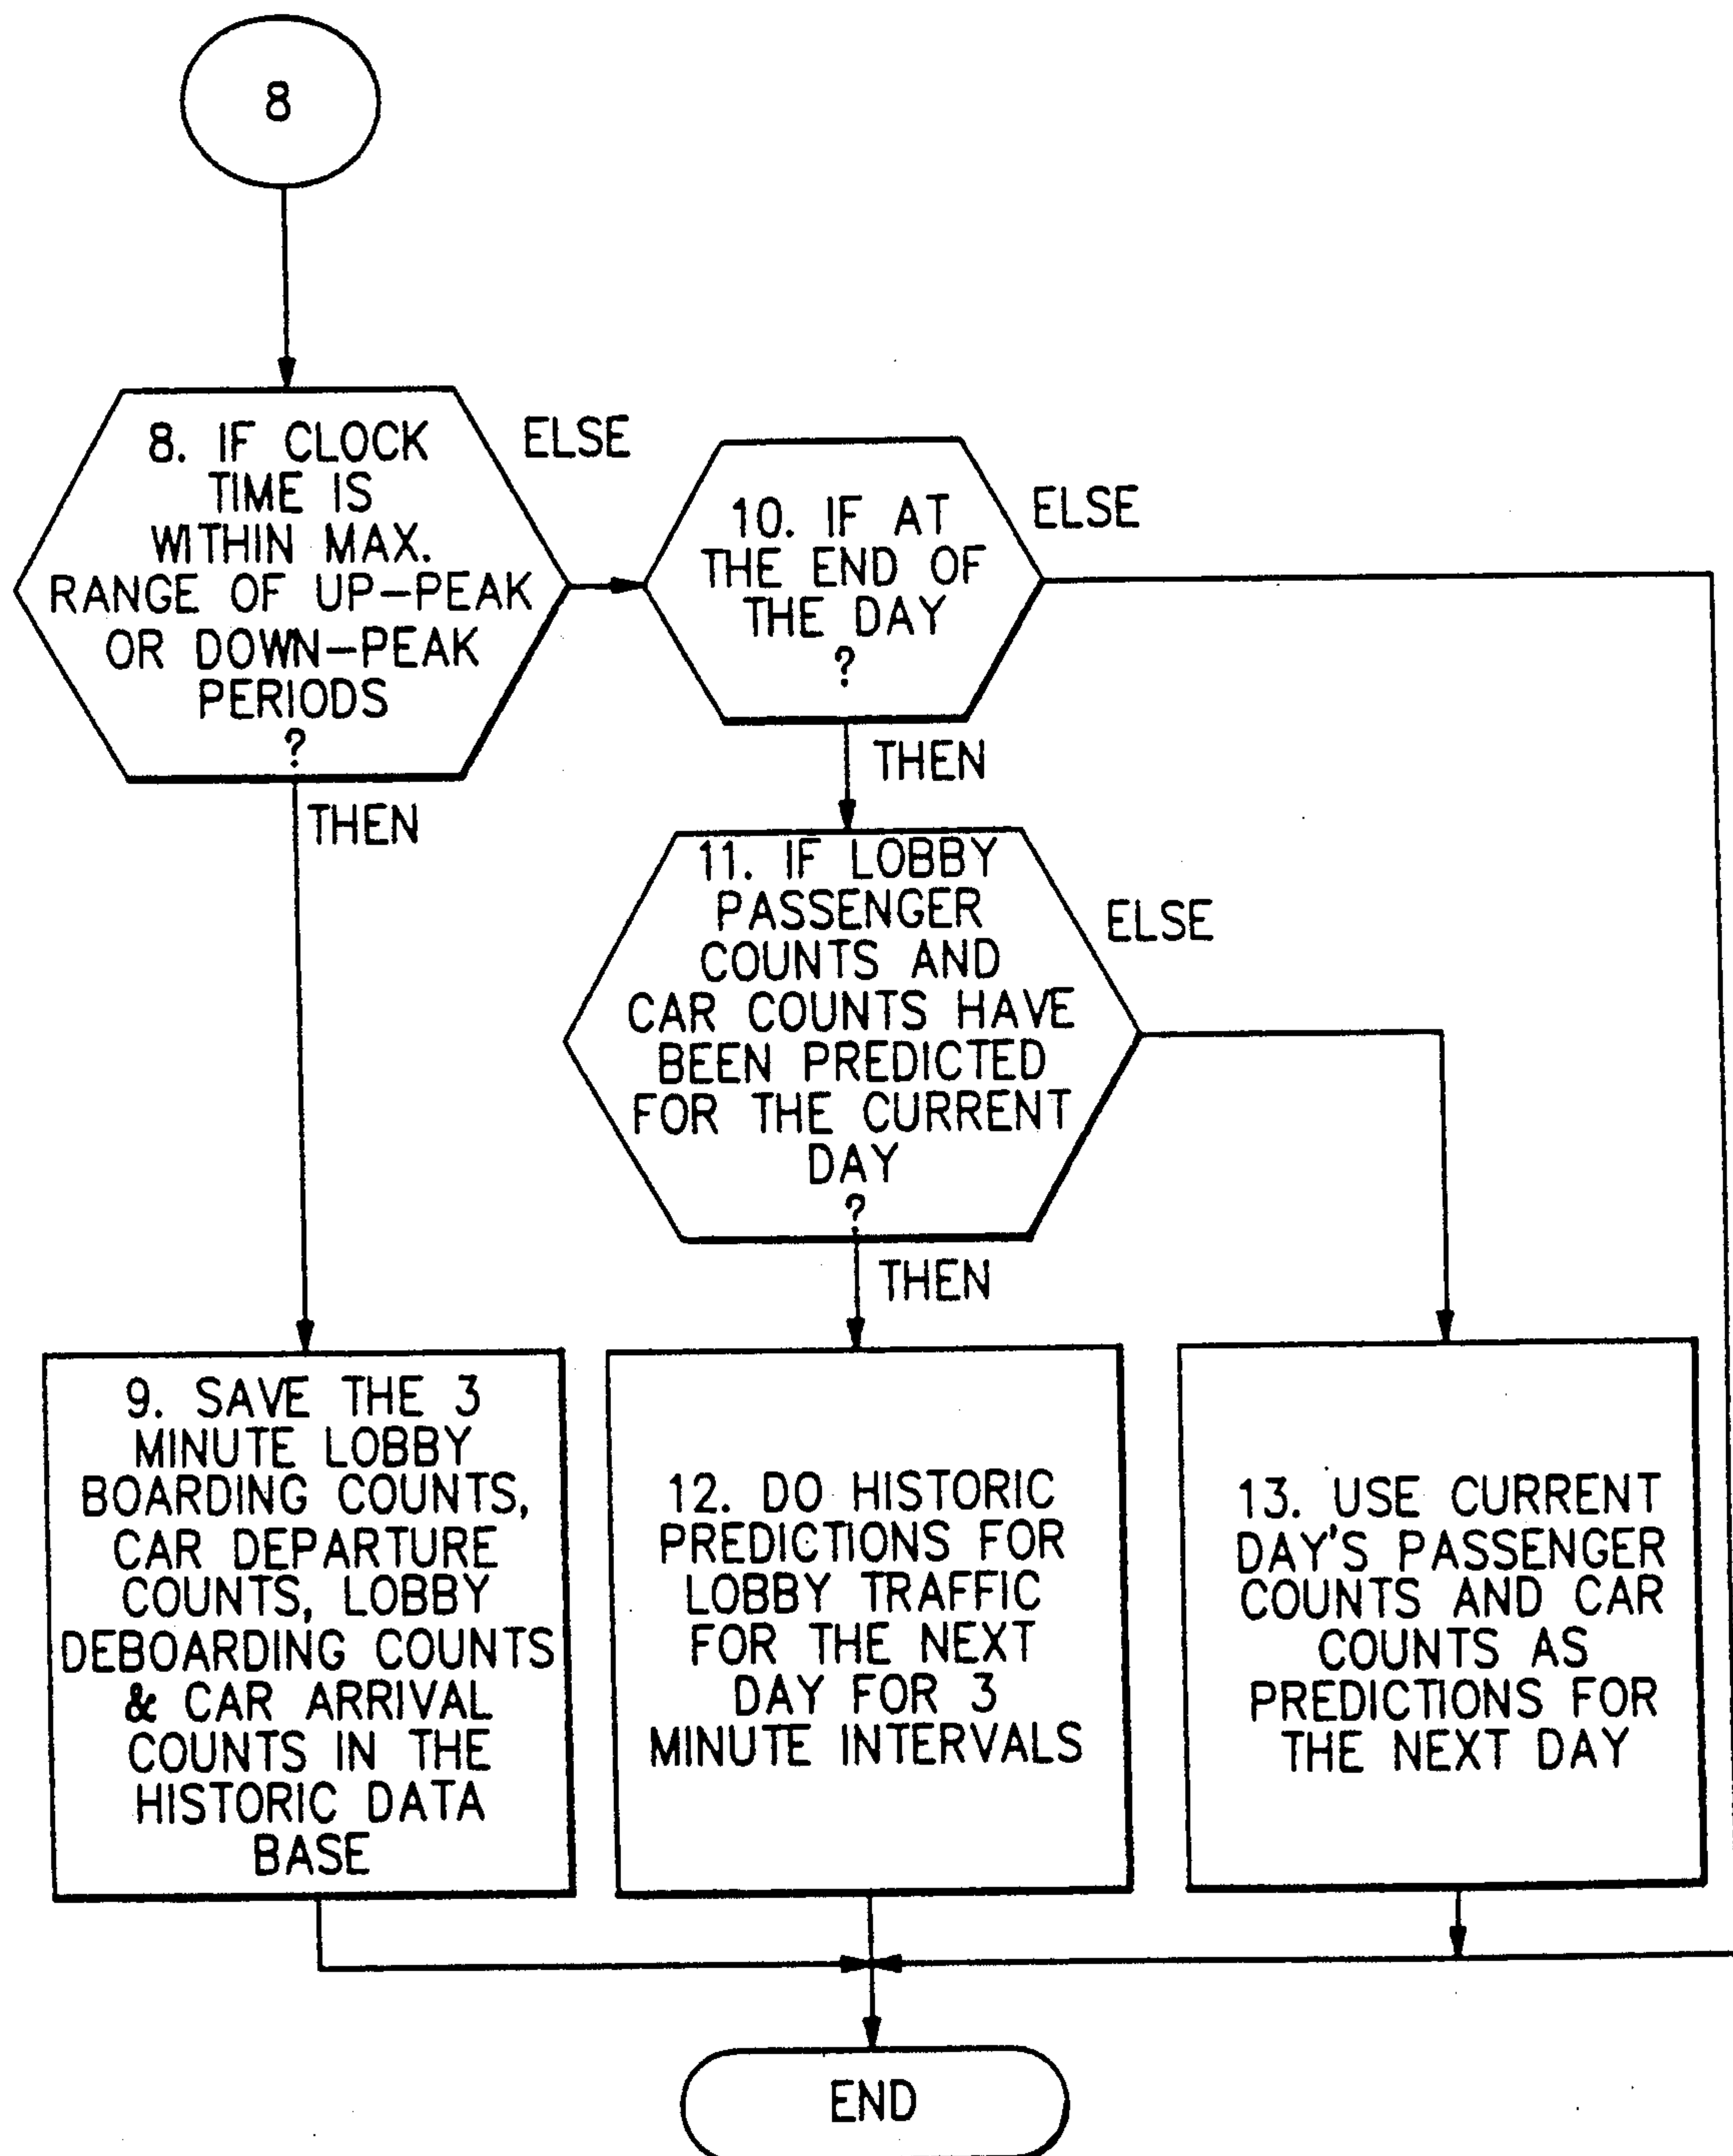 8
8. IF CLOCK
TIME IS
WITHIN MAX.
RANGE OF UP-PEAK
OR DOWN-PEAK
PERIODS
?
ELSE
THEN
10. IF AT
THE END OF
THE DAY
?
ELSE
THEN
11. IF LOBBY
PASSENGER
COUNTS AND
CAR COUNTS HAVE
BEEN PREDICTED
FOR THE CURRENT
DAY
?
ELSE
THEN
9. SAVE THE 3
MINUTE LOBBY
BOARDING COUNTS,
CAR DEPARTURE
COUNTS, LOBBY
DEBOARDING COUNTS
& CAR ARRIVAL
COUNTS IN THE
HISTORIC DATA
BASE
12. DO HISTORIC
PREDICTIONS FOR
LOBBY TRAFFIC
FOR THE NEXT
DAY FOR 3
MINUTE INTERVALS
13. USE CURRENT
DAY'S PASSENGER
COUNTS AND CAR
COUNTS AS
PREDICTIONS FOR
THE NEXT DAY
END